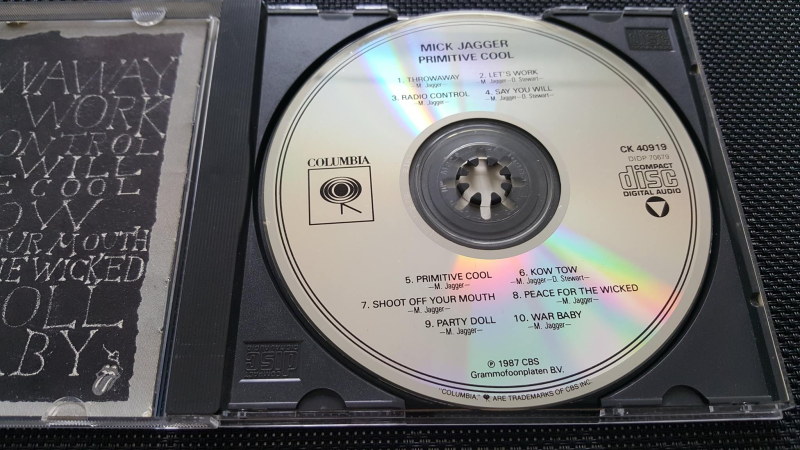 WAWAY
WORK
ONTROL
WILL
E COOL
OW
OUR MOUTH
HE WICKED
OLL
ABY
MICK JAGGER
PRIMITIVE COOL
1. THROWAWAY 2. LET'S WORK
—M. Jagger— —M. Jagger—D. Stewart—
3. RADIO CONTROL 4. SAY YOU WILL
—M. Jagger— —M. Jagger—D. Stewart—
COLUMBIA
CK 40919
DIDP 70679
COMPACT
disc
DIGITAL AUDIO
5. PRIMITIVE COOL 6. KOW TOW
—M. Jagger— —M. Jagger—D. Stewart—
7. SHOOT OFF YOUR MOUTH 8. PEACE FOR THE WICKED
—M. Jagger— —M. Jagger—
9. PARTY DOLL 10. WAR BABY
—M. Jagger— —M. Jagger—
℗ 1987 CBS
Grammofoonplaten B.V.
"COLUMBIA," ARE TRADEMARKS OF CBS INC.
disc